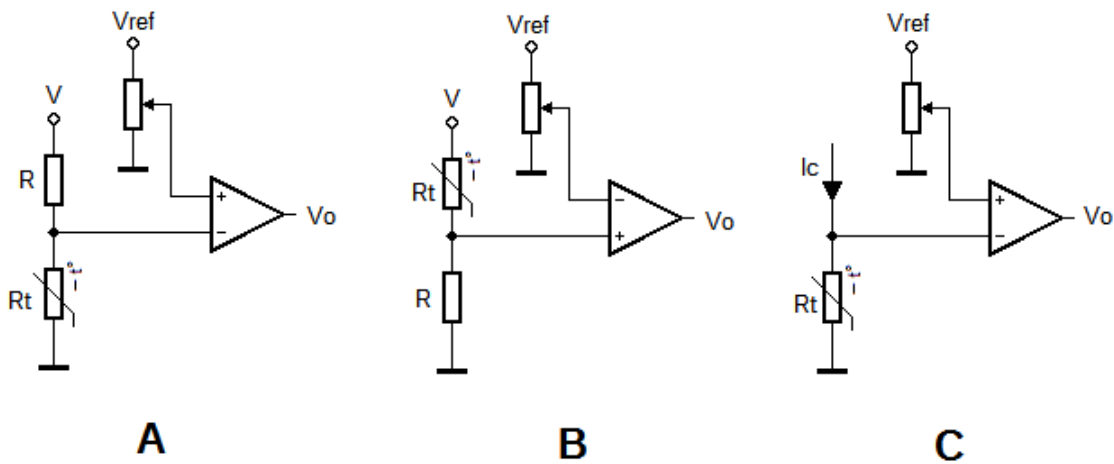 Vref
V
R
Rt
-t°
+
-
Vo
A
Vref
V
Rt
-t°
R
-
+
Vo
B
Vref
Ic
Rt
-t°
+
-
Vo
C